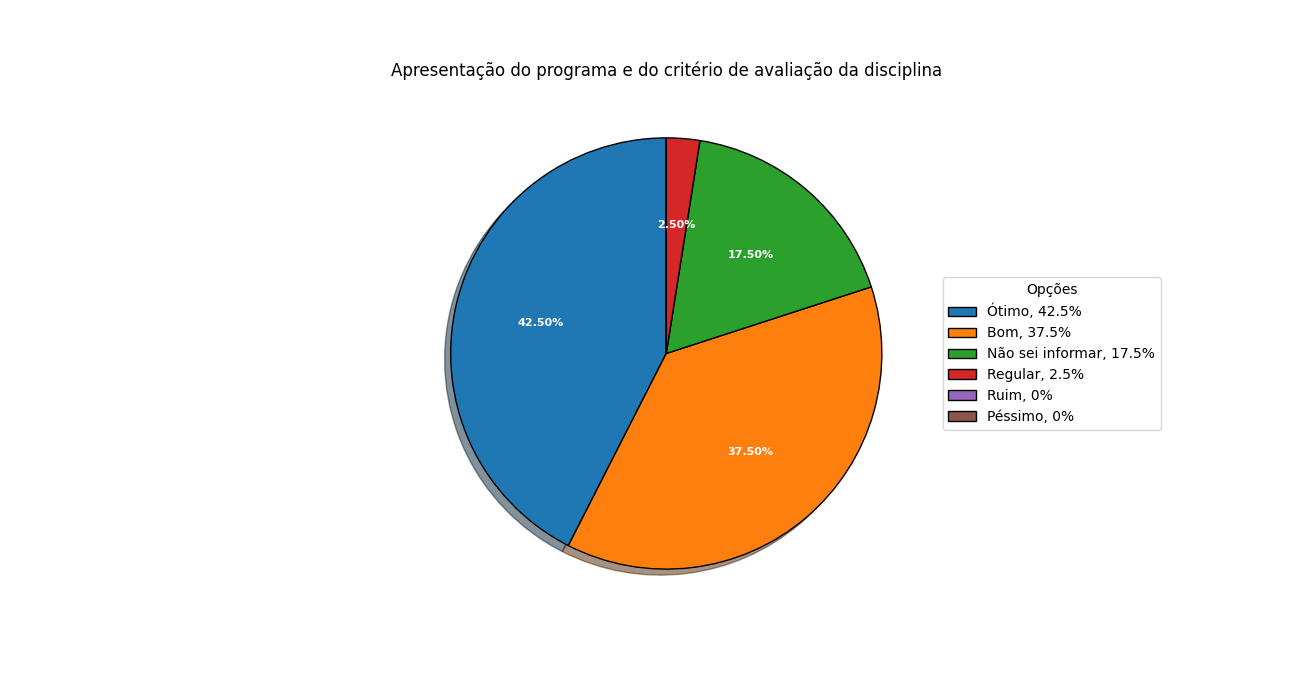 Apresentação do programa e do critério de avaliação da disciplina
2.50%
17.50%
42.50%
37.50%
Opções
Ótimo, 42.5%
Bom, 37.5%
Não sei informar, 17.5%
Regular, 2.5%
Ruim, 0%
Péssimo, 0%